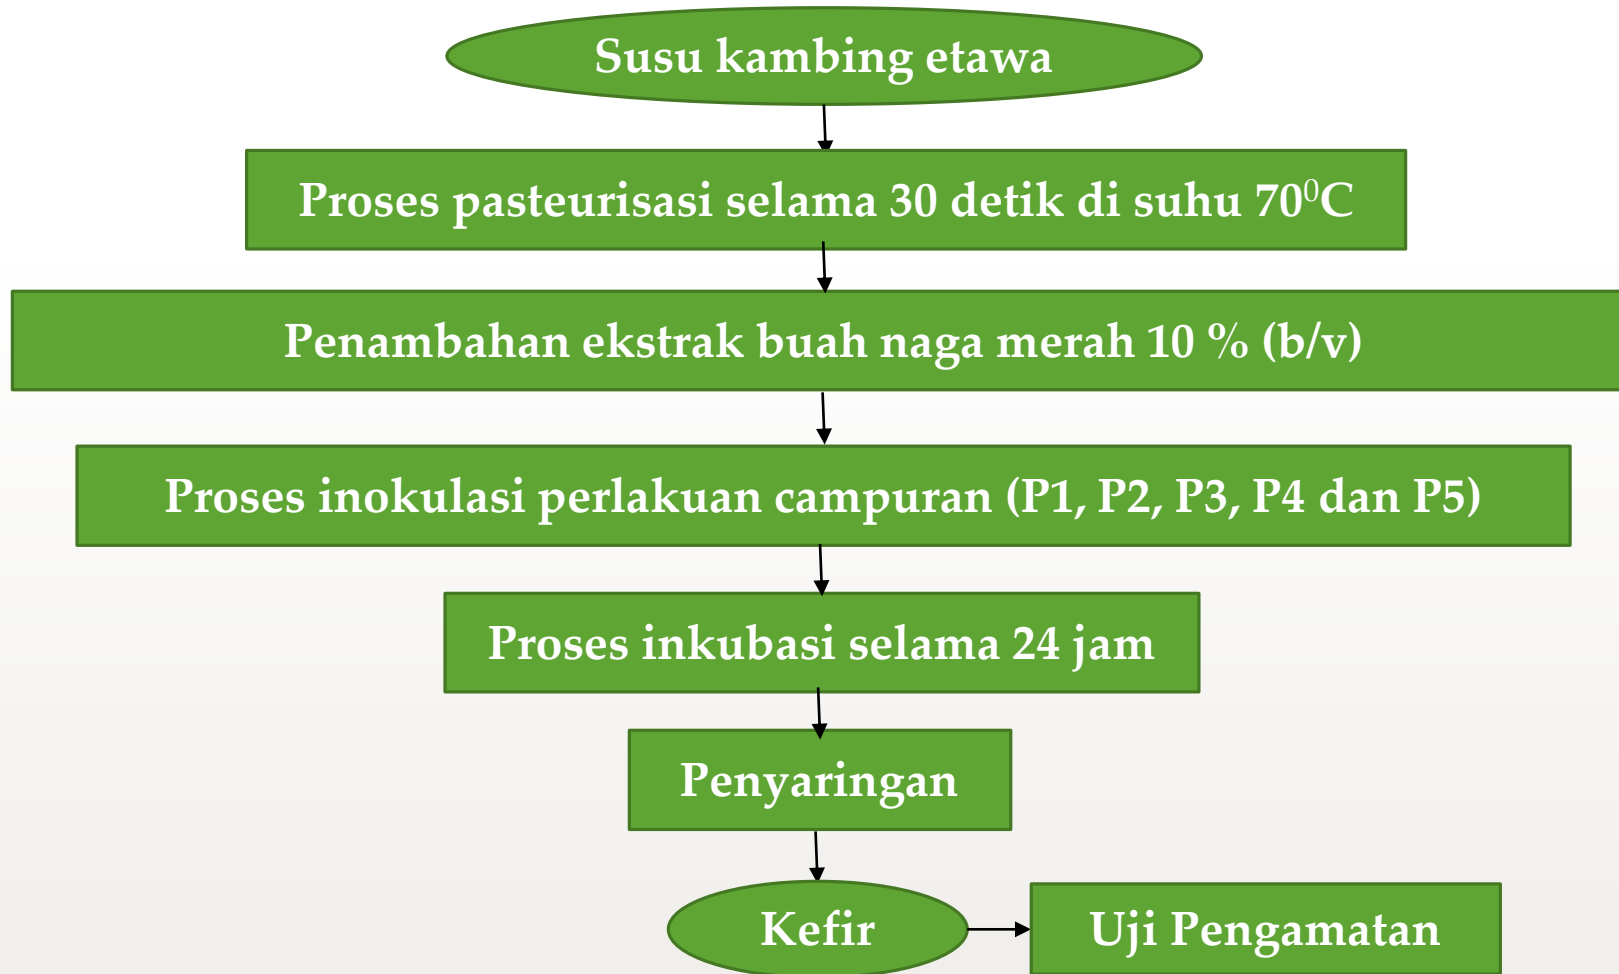 Susu kambing etawa
Proses pasteurisasi selama 30 detik di suhu 70⁰C
Penambahan ekstrak buah naga merah 10 % (b/v)
Proses inokulasi perlakuan campuran (P1, P2, P3, P4 dan P5)
Proses inkubasi selama 24 jam
Penyaringan
Kefir
Uji Pengamatan